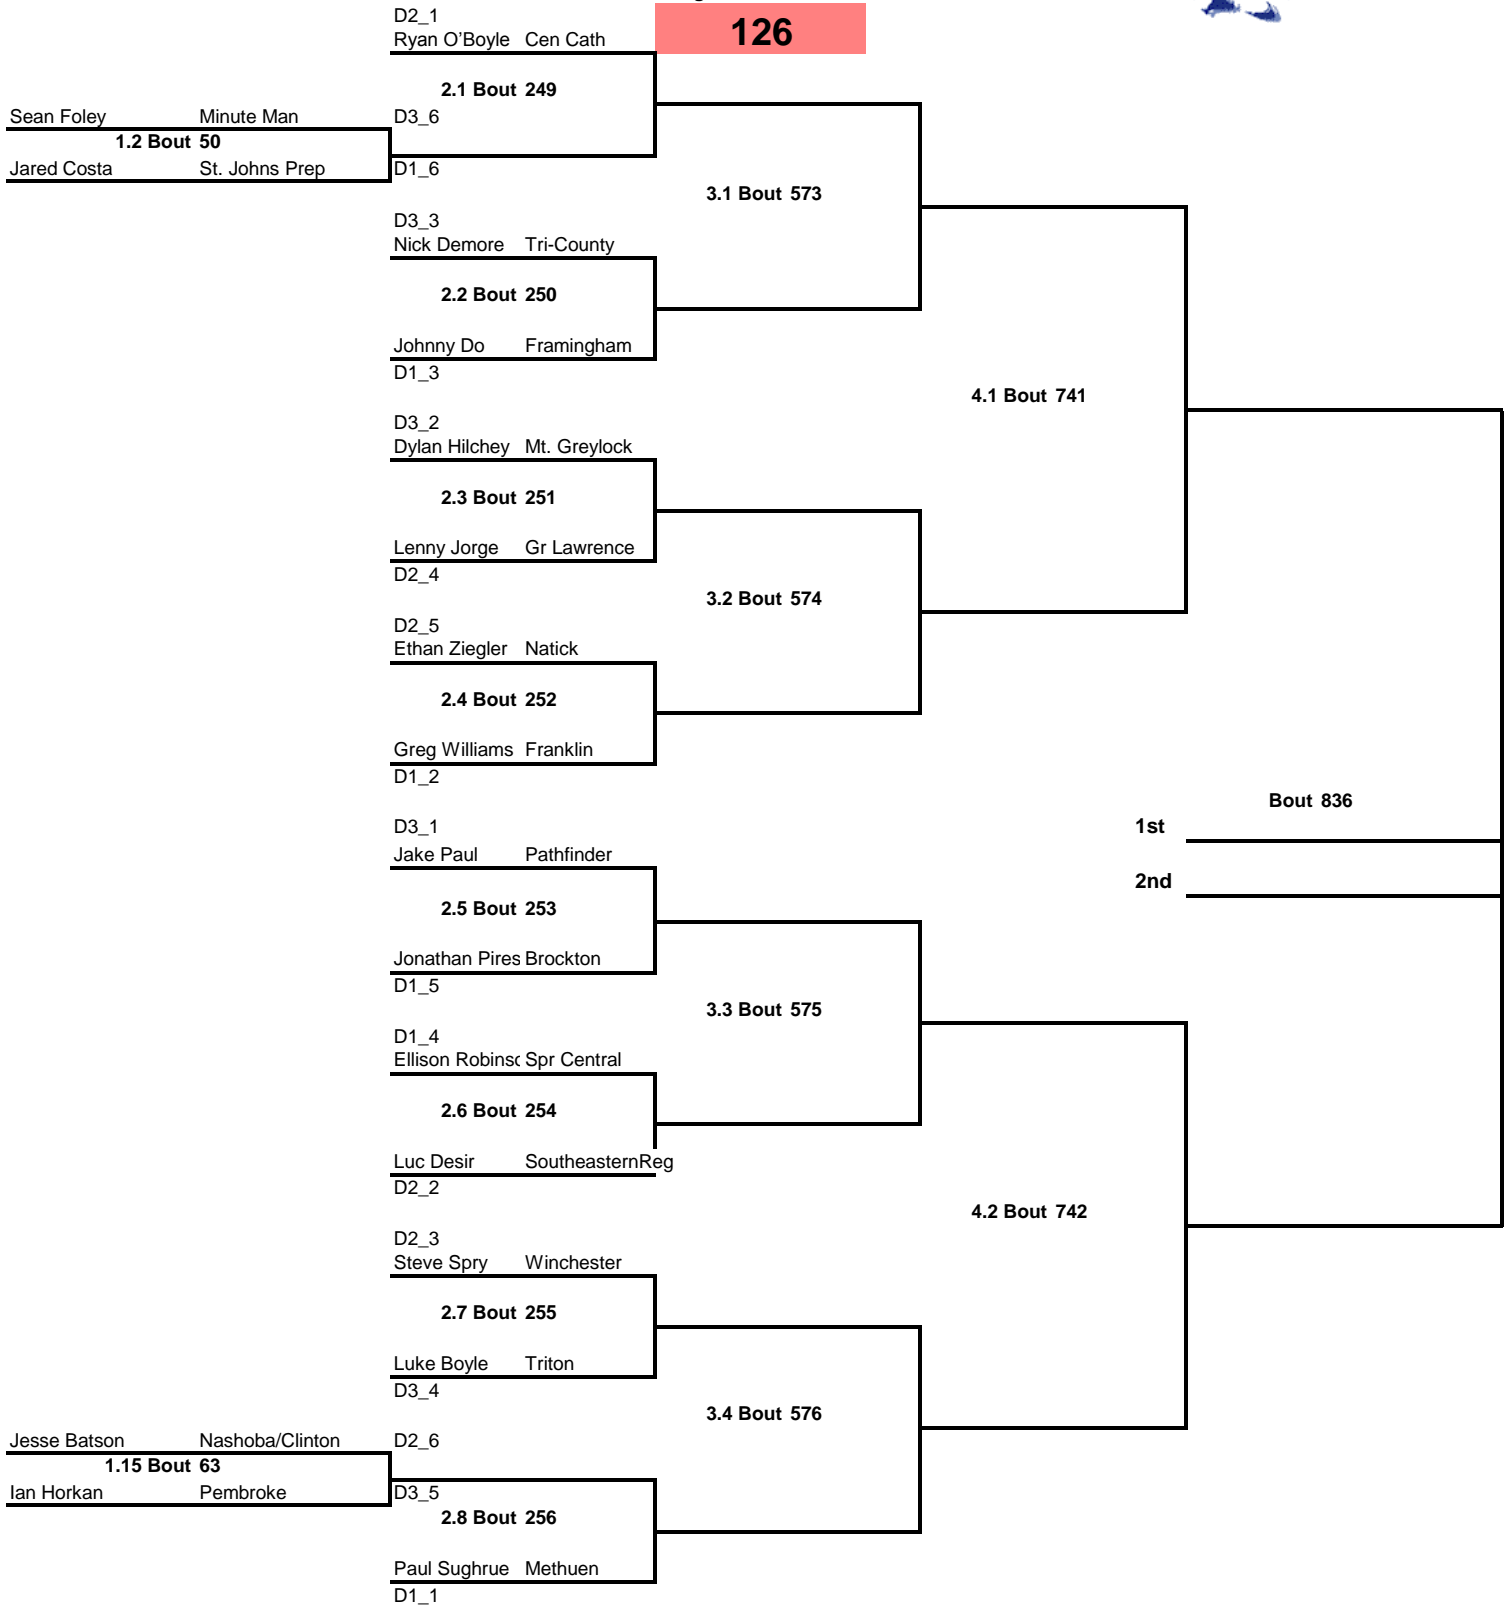 D2_1
Ryan O'Boyle Cen Cath
126
2.1 Bout 249
Sean Foley Minute Man
D3_6
1.2 Bout 50
Jared Costa St. Johns Prep
D1_6
3.1 Bout 573
D3_3
Nick Demore Tri-County
2.2 Bout 250
Johnny Do Framingham
D1_3
4.1 Bout 741
D3_2
Dylan Hilchey Mt. Greylock
2.3 Bout 251
Lenny Jorge Gr Lawrence
D2_4
3.2 Bout 574
D2_5
Ethan Ziegler Natick
2.4 Bout 252
Greg Williams Franklin
D1_2
Bout 836
1st
D3_1
Jake Paul Pathfinder
2nd
2.5 Bout 253
Jonathan Pires Brockton
D1_5
3.3 Bout 575
D1_4
Ellison Robinsc Spr Central
2.6 Bout 254
Luc Desir SoutheasternReg
D2_2
4.2 Bout 742
D2_3
Steve Spry Winchester
2.7 Bout 255
Luke Boyle Triton
D3_4
3.4 Bout 576
Jesse Batson Nashoba/Clinton
D2_6
1.15 Bout 63
Ian Horkan Pembroke
D3_5
2.8 Bout 256
Paul Sughrue Methuen
D1_1